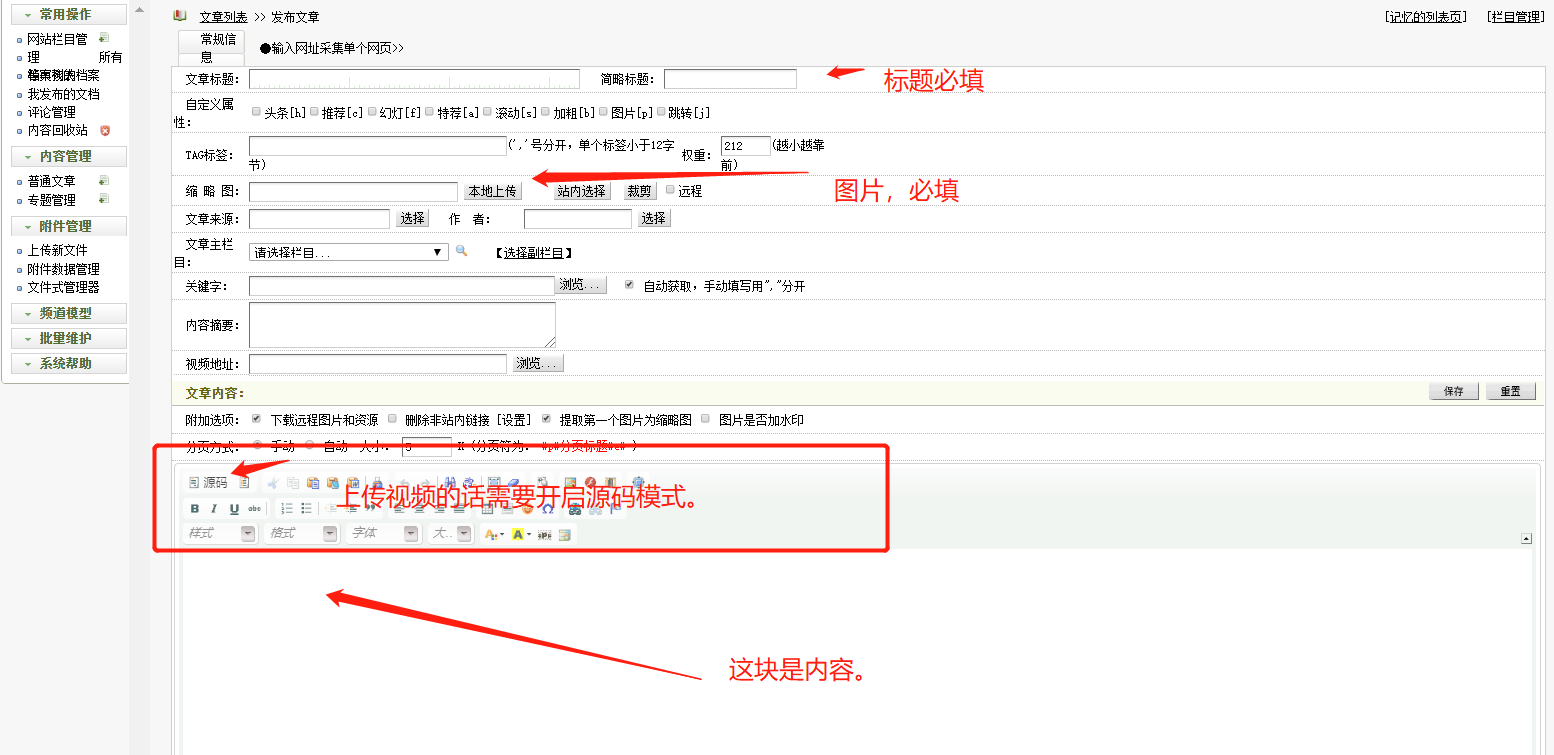 常用操作
网站栏目管
理
所有
档案
我发布的文档
评论管理
内容回收站
内容管理
普通文章
专题管理
附件管理
上传新文件
附件数据管理
文件式管理器
频道模型
批量维护
系统帮助
文章列表 >> 发布文章
[记忆的列表页] [栏目管理]
常规信
息
●输入网址采集单个网页>>
文章标题：
简略标题：
标题必填
自定义属
性：
头条[h] 推荐[c] 幻灯[f] 特荐[a] 滚动[s] 加粗[b] 图片[p] 跳转[j]
TAG标签：
(','号分开，单个标签小于12字
节)
权重：
212
(越小越靠
前)
缩 略 图：
本地上传
站内选择
裁剪
远程
图片，必填
文章来源：
选择
作 者：
选择
文章主栏
目：
请选择栏目...
【选择副栏目】
关键字：
浏览...
自动获取，手动填写用","分开
内容摘要：
视频地址：
浏览...
文章内容：
保存
重置
附加选项：
下载远程图片和资源 删除非站内链接 [设置] 提取第一个图片为缩略图 图片是否加水印
分页方式： 手动 自动 大小： 5 K (分页符为： #p#分页标题#e# )
源码
上传视频的话需要开启源码模式。
B I U abc
样式 格式 字体 大..
这块是内容。